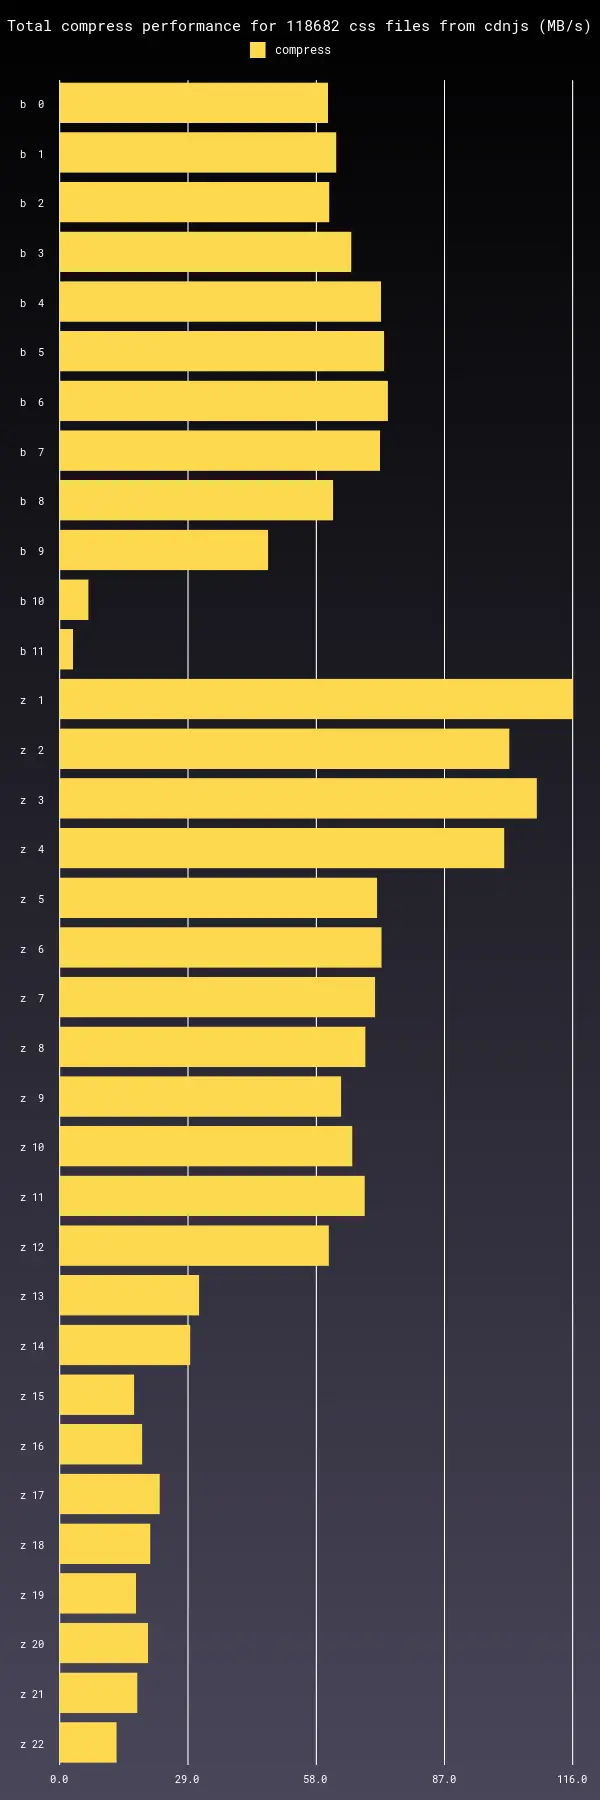 Total compress performance for 118682 css files from cdnjs (MB/s)
compress
b 0
b 1
b 2
b 3
b 4
b 5
b 6
b 7
b 8
b 9
b 10
b 11
z 1
z 2
z 3
z 4
z 5
z 6
z 7
z 8
z 9
z 10
z 11
z 12
z 13
z 14
z 15
z 16
z 17
z 18
z 19
z 20
z 21
z 22
0.0 29.0 58.0 87.0 116.0